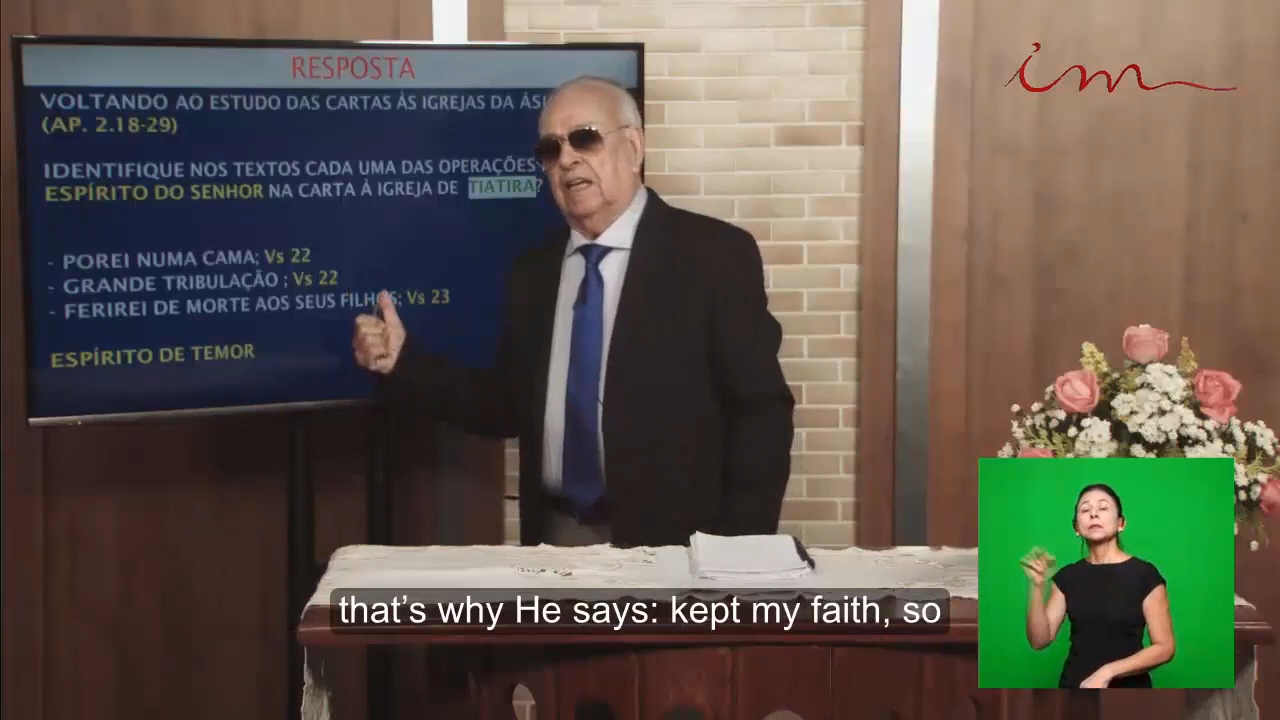 RESPOSTA
VOLTANDO AO ESTUDO DAS CARTAS ÀS IGREJAS DA
(AP. 2.18-29)
IDENTIFIQUE NOS TEXTOS CADA UMA DAS OPERAÇÕES
ESPÍRITO DO SENHOR NA CARTA À IGREJA DE TIATIRA?
- POREI NUMA CAMA; Vs 22
- GRANDE TRIBULAÇÃO ; Vs 22
- FERIREI DE MORTE AOS SEUS FILHOS; Vs 23
ESPÍRITO DE TEMOR
im
that's why He says: kept my faith, so